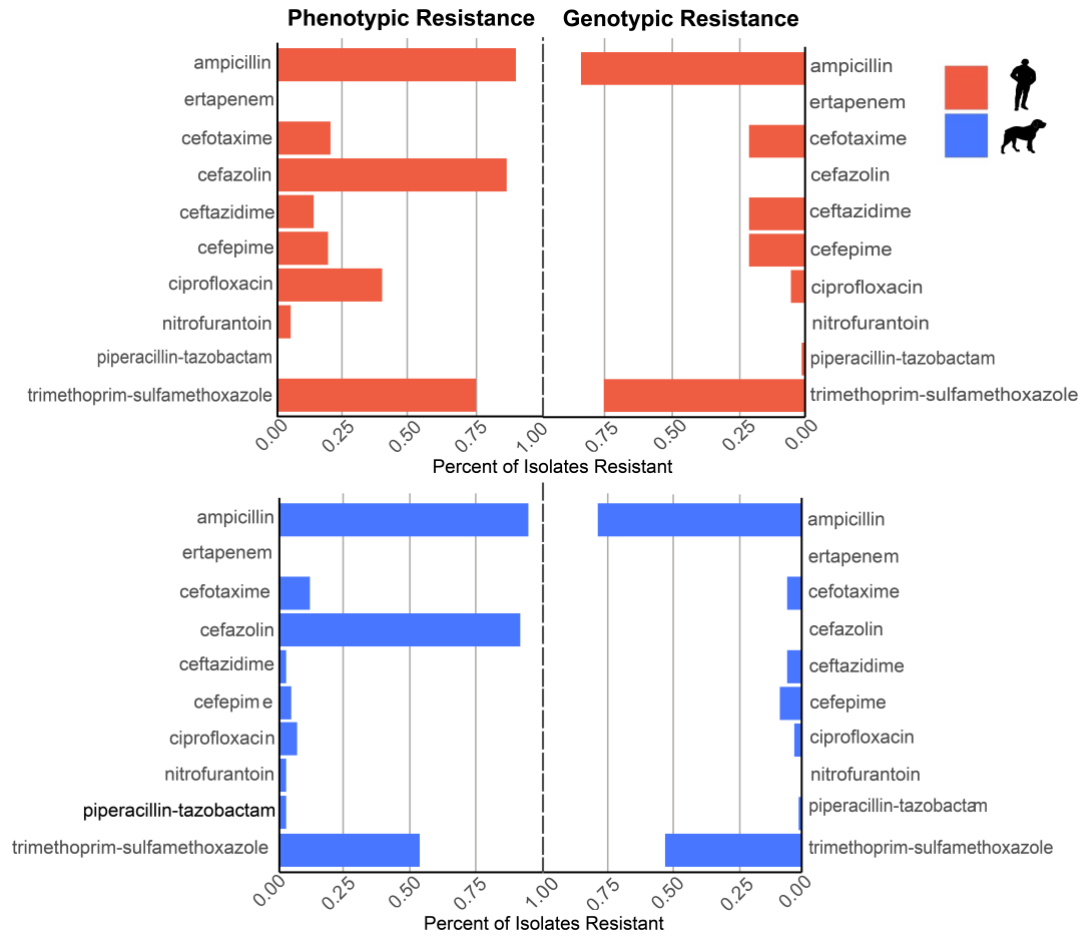 Phenotypic Resistance Genotypic Resistance
ampicillin ampicillin
ertapenem ertapenem
cefotaxime cefotaxime
cefazolin cefazolin
ceftazidime ceftazidime
cefepime cefepime
ciprofloxacin ciprofloxacin
nitrofurantoin nitrofurantoin
piperacillin-tazobactam piperacillin-tazobactam
trimethoprim-sulfamethoxazole trimethoprim-sulfamethoxazole
0.00 0.25 0.50 0.75 1.00 0.75 0.50 0.25 0.00
Percent of Isolates Resistant
ampicillin ampicillin
ertapenem ertapenem
cefotaxime cefotaxime
cefazolin cefazolin
ceftazidime ceftazidime
cefepime cefepime
ciprofloxacin ciprofloxacin
nitrofurantoin nitrofurantoin
piperacillin-tazobactam piperacillin-tazobactam
trimethoprim-sulfamethoxazole trimethoprim-sulfamethoxazole
0.00 0.25 0.50 0.75 1.00 0.75 0.50 0.25 0.00
Percent of Isolates Resistant